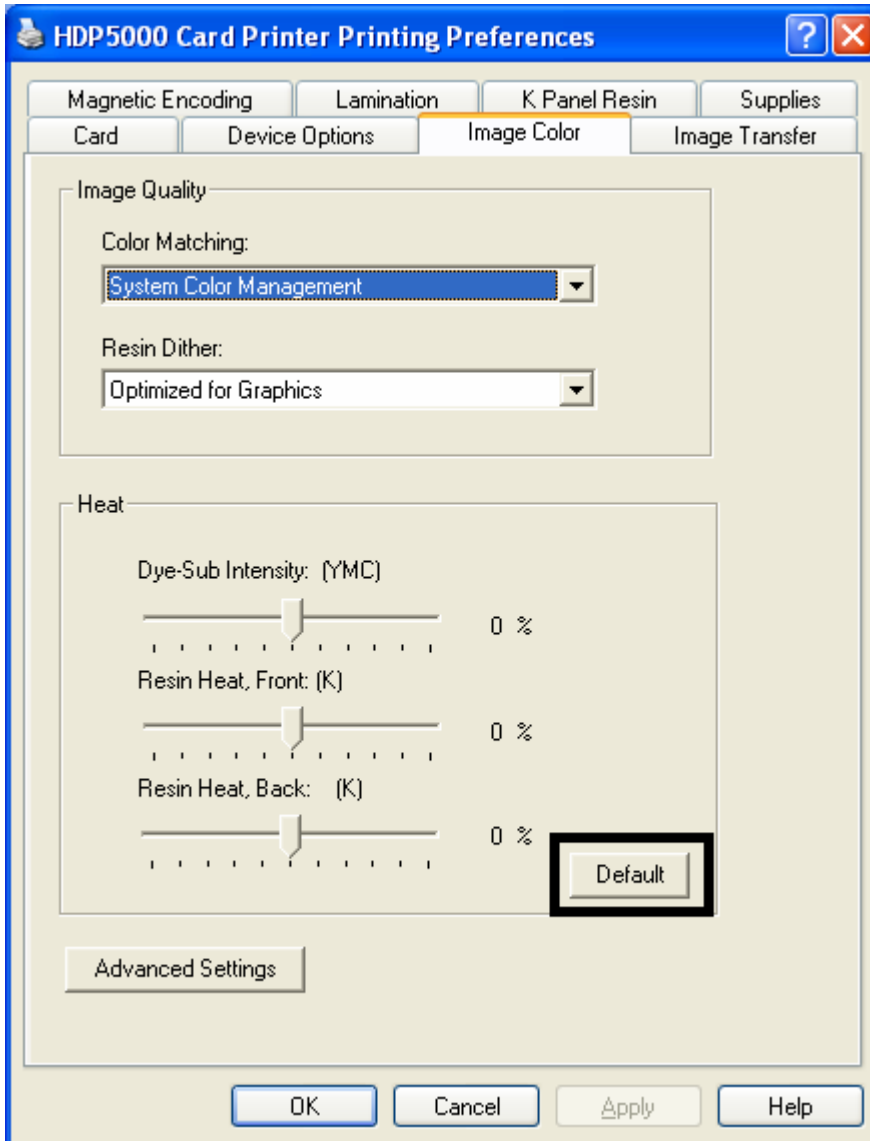 HDP5000 Card Printer Printing Preferences
Magnetic Encoding Lamination K Panel Resin Supplies
Card Device Options Image Color Image Transfer
Image Quality
Color Matching:
System Color Management
Resin Dither:
Optimized for Graphics
Heat
Dye-Sub Intensity: (YMC)
0 %
Resin Heat, Front: (K)
0 %
Resin Heat, Back: (K)
0 %
Default
Advanced Settings
OK Cancel Apply Help